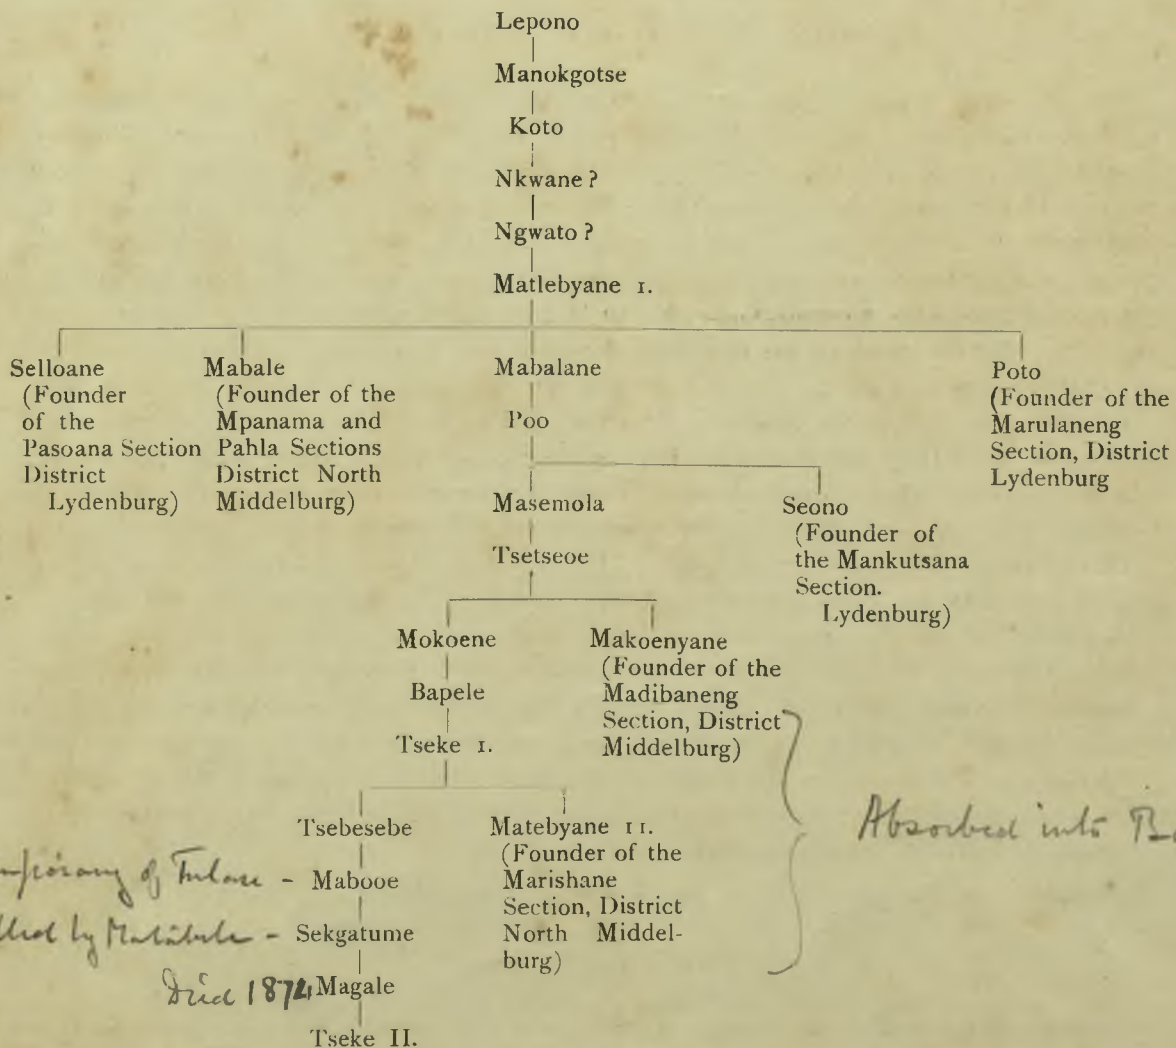 Lepono
Manokgotse
Koto
Nkwane ?
Ngwato ?
Matlebyane I.
Selloane
(Founder
of the
Pasoana Section
District
Lydenburg)
Mabale
(Founder of the
Mpanama and
Pahla Sections
District North
Middelburg)
Mabalane
Poto
(Founder of the
Marulaneng
Section, District
Lydenburg
Poo
Masemola
Seono
(Founder of
the Mankutsana
Section.
Lydenburg)
Tsetseoe
Mokoene
Makoenyane
(Founder of the
Madibaneng
Section, District
Middelburg)
Bapele
Tseke I.
Tsebesebe
Matebyane II.
(Founder of the
Marishane
Section, District
North Middel-
burg)
Absorbed into
of - Mabooe
by Matabele - Sekgatume
Died 1874 Magale
Tseke II.